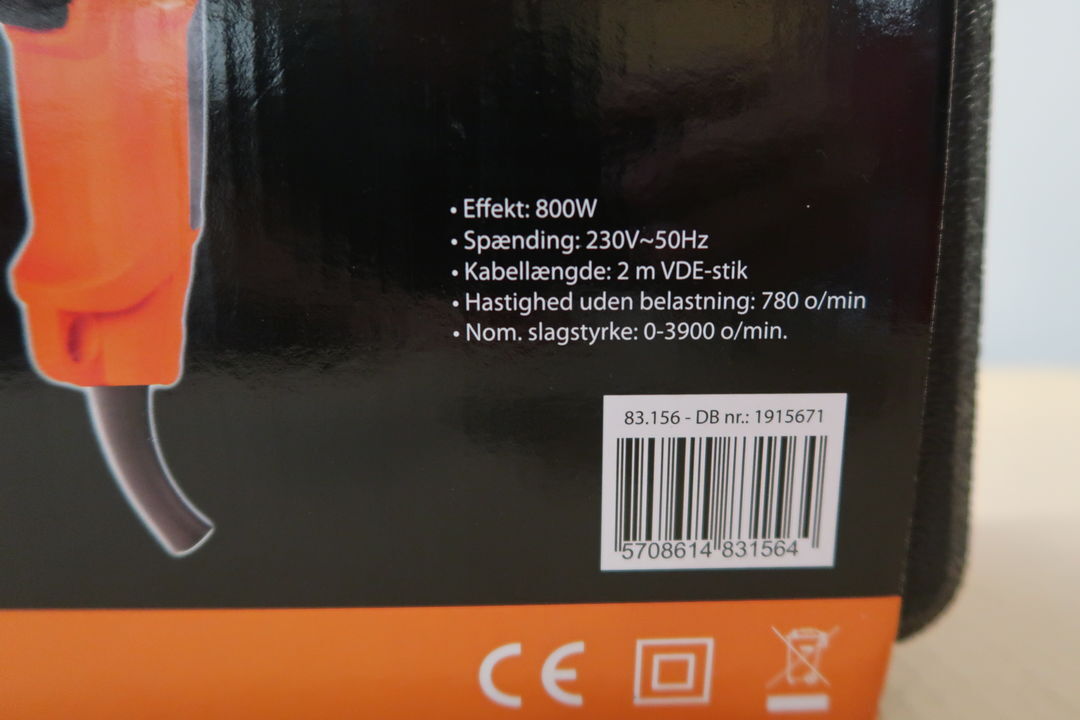 • Effekt: 800W
• Spænding: 230V~50Hz
• Kabellængde: 2 m VDE-stik
• Hastighed uden belastning: 780 o/min
• Nom. slagstyrke: 0-3900 o/min.
83.156 - DB nr.: 1915671
5708614 831564
CE